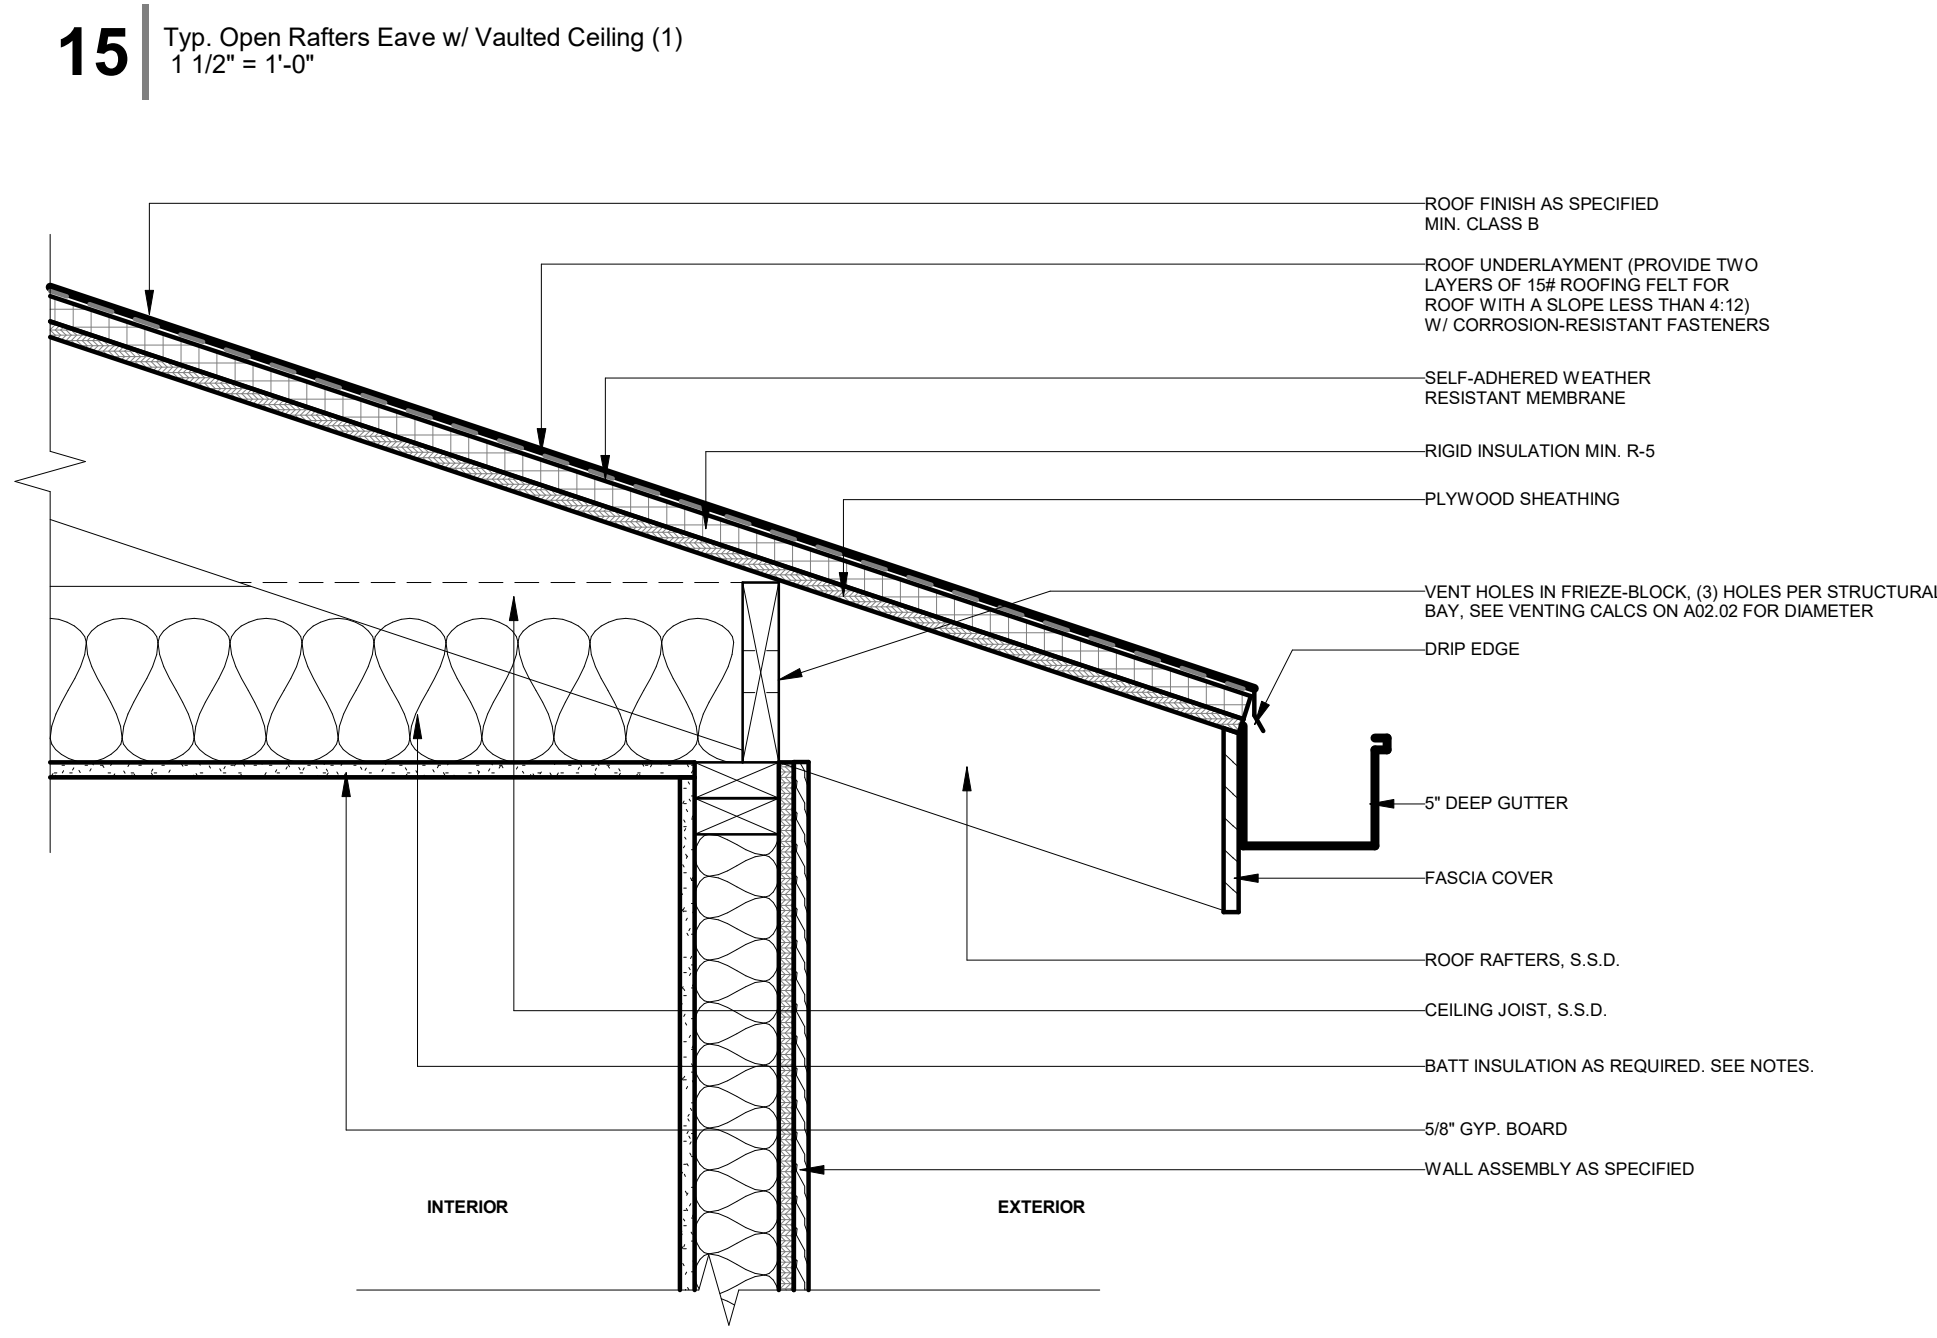 15
Typ. Open Rafters Eave w/ Vaulted Ceiling (1)
1 1/2" = 1'-0"
ROOF FINISH AS SPECIFIED
MIN. CLASS B
ROOF UNDERLAYMENT (PROVIDE TWO
LAYERS OF 15# ROOFING FELT FOR
ROOF WITH A SLOPE LESS THAN 4:12)
W/ CORROSION-RESISTANT FASTENERS
SELF-ADHERED WEATHER
RESISTANT MEMBRANE
RIGID INSULATION MIN. R-5
PLYWOOD SHEATHING
VENT HOLES IN FRIEZE-BLOCK, (3) HOLES PER STRUCTURAL
BAY, SEE VENTING CALCS ON A02.02 FOR DIAMETER
DRIP EDGE
5" DEEP GUTTER
FASCIA COVER
ROOF RAFTERS, S.S.D.
CEILING JOIST, S.S.D.
BATT INSULATION AS REQUIRED. SEE NOTES.
5/8" GYP. BOARD
WALL ASSEMBLY AS SPECIFIED
INTERIOR
EXTERIOR